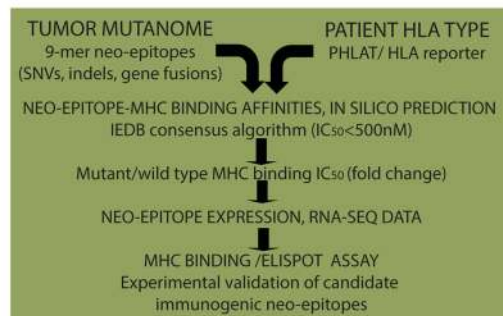 TUMOR MUTANOME
9-mer neo-epitopes
(SNVs, indels, gene fusions)
PATIENT HLA TYPE
PHLAT/ HLA reporter
NEO-EPITOPE-MHC BINDING AFFINITIES, IN SILICO PREDICTION
IEDB consensus algorithm (IC50<500nM)
Mutant/wild type MHC binding IC50 (fold change)
NEO-EPITOPE EXPRESSION, RNA-SEQ DATA
MHC BINDING /ELISPOT ASSAY
Experimental validation of candidate
immunogenic neo-epitopes